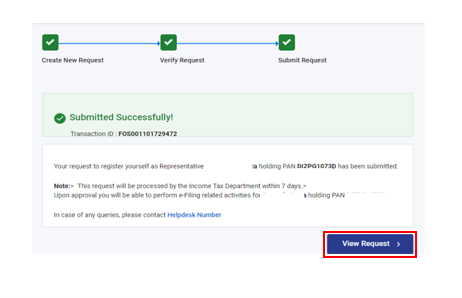 Create New Request
Verify Request
Submit Request
Submitted Successfully!
Transaction ID : FOS001101729472
Your request to register yourself as Representative holding PAN DIZPG1073D has been submitted.
Note:> This request will be processed by the Income Tax Department within 7 days.>
Upon approval you will be able to perform e-Filing related activities for holding PAN
In case of any queries, please contact Helpdesk Number
View Request >